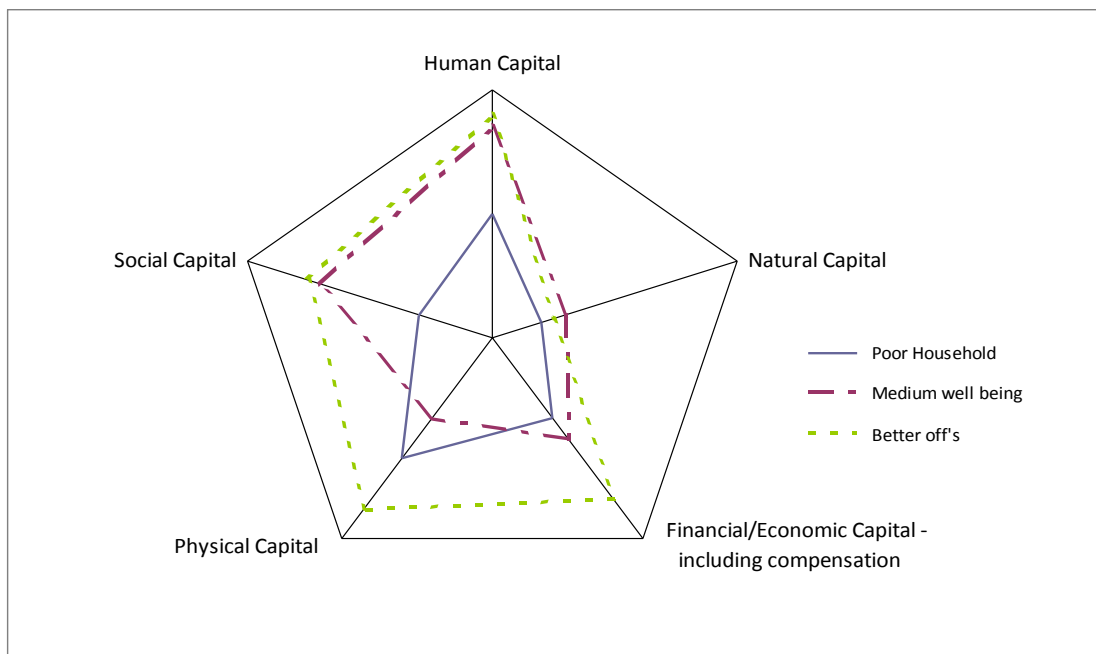 Human Capital
Social Capital
Natural Capital
Poor Household
Medium well being
Better off's
Physical Capital
Financial/Economic Capital -
including compensation